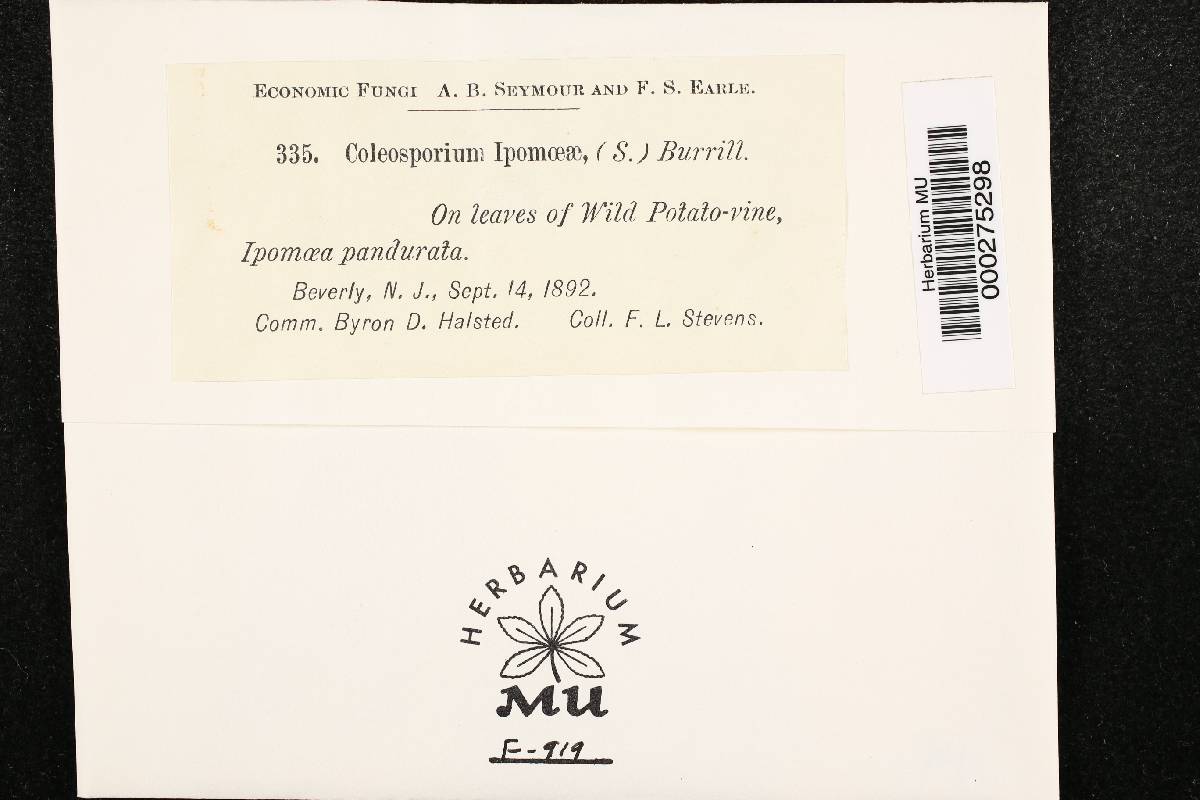 ECONOMIC FUNGI A. B. SEYMOUR AND F. S. EARLE.
335. Coleosporium Ipomœæ, (S.) Burrill.
On leaves of Wild Potato-vine,
Ipomœa pandurata.
Beverly, N. J., Sept. 14, 1892.
Comm. Byron D. Halsted. Coll. F. L. Stevens.
Herbarium MU
000275298
HERBARIUM
MU
F-919